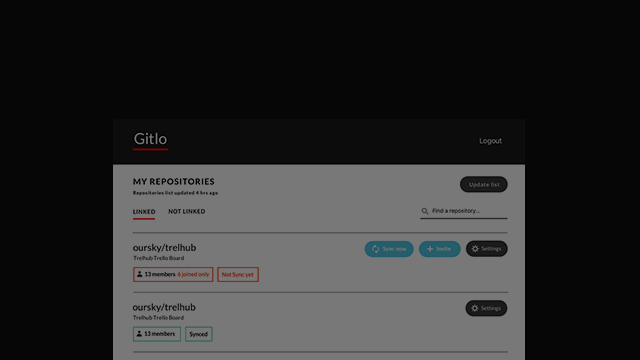 Gitlo
Logout
MY REPOSITORIES
Update list
Repositories list updated 4 hrs ago
LINKED NOT LINKED
Find a repository...
oursky/trelhub
Sync now
Invite
Settings
Trelhub Trello Board
13 members 6 joined only
Not Sync yet
oursky/trelhub
Settings
Trelhub Trello Board
13 members
Synced